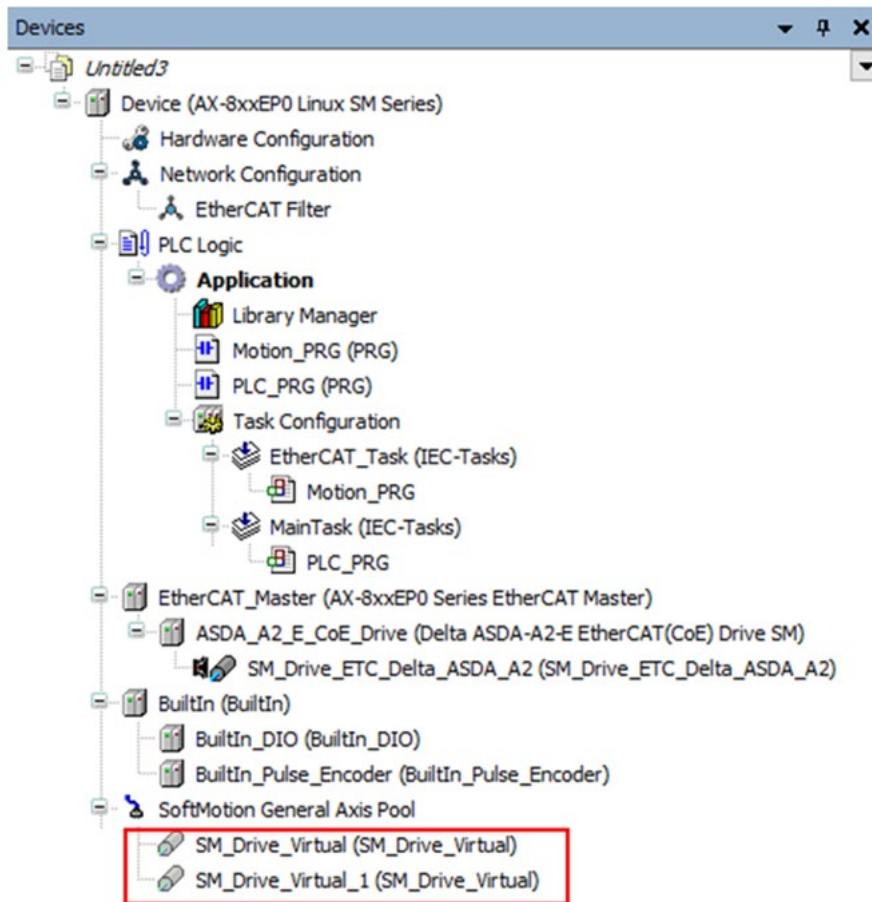 Devices
Untitled3
Device (AX-8xxEP0 Linux SM Series)
Hardware Configuration
Network Configuration
EtherCAT Filter
PLC Logic
Application
Library Manager
Motion_PRG (PRG)
PLC_PRG (PRG)
Task Configuration
EtherCAT_Task (IEC-Tasks)
Motion_PRG
MainTask (IEC-Tasks)
PLC_PRG
EtherCAT_Master (AX-8xxEP0 Series EtherCAT Master)
ASDA_A2_E_CoE_Drive (Delta ASDA-A2-E EtherCAT(CoE) Drive SM)
SM_Drive_ETC_Delta_ASDA_A2 (SM_Drive_ETC_Delta_ASDA_A2)
BuiltIn (BuiltIn)
BuiltIn_DIO (BuiltIn_DIO)
BuiltIn_Pulse_Encoder (BuiltIn_Pulse_Encoder)
SoftMotion General Axis Pool
SM_Drive_Virtual (SM_Drive_Virtual)
SM_Drive_Virtual_1 (SM_Drive_Virtual)